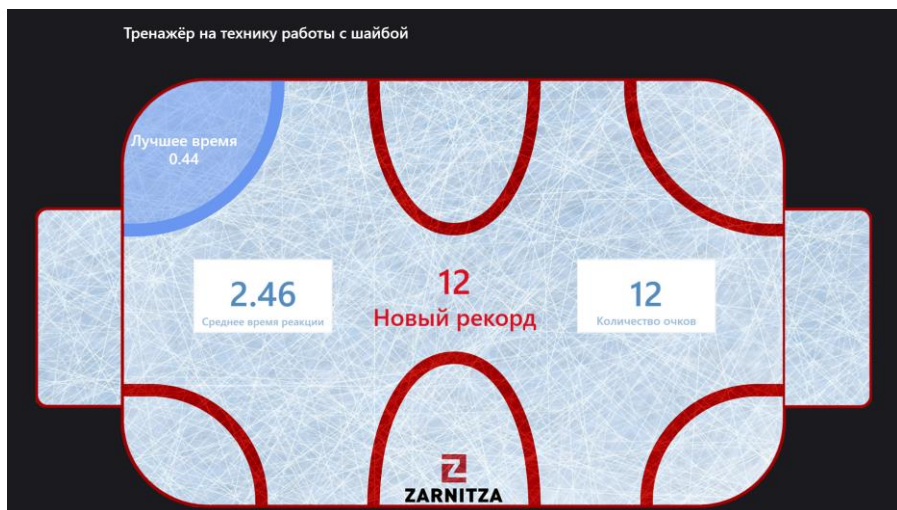 Тренажёр на технику работы с шайбой
Лучшее время
0.44
2.46
Среднее время реакции
12
Новый рекорд
12
Количество очков
ZARNITZA